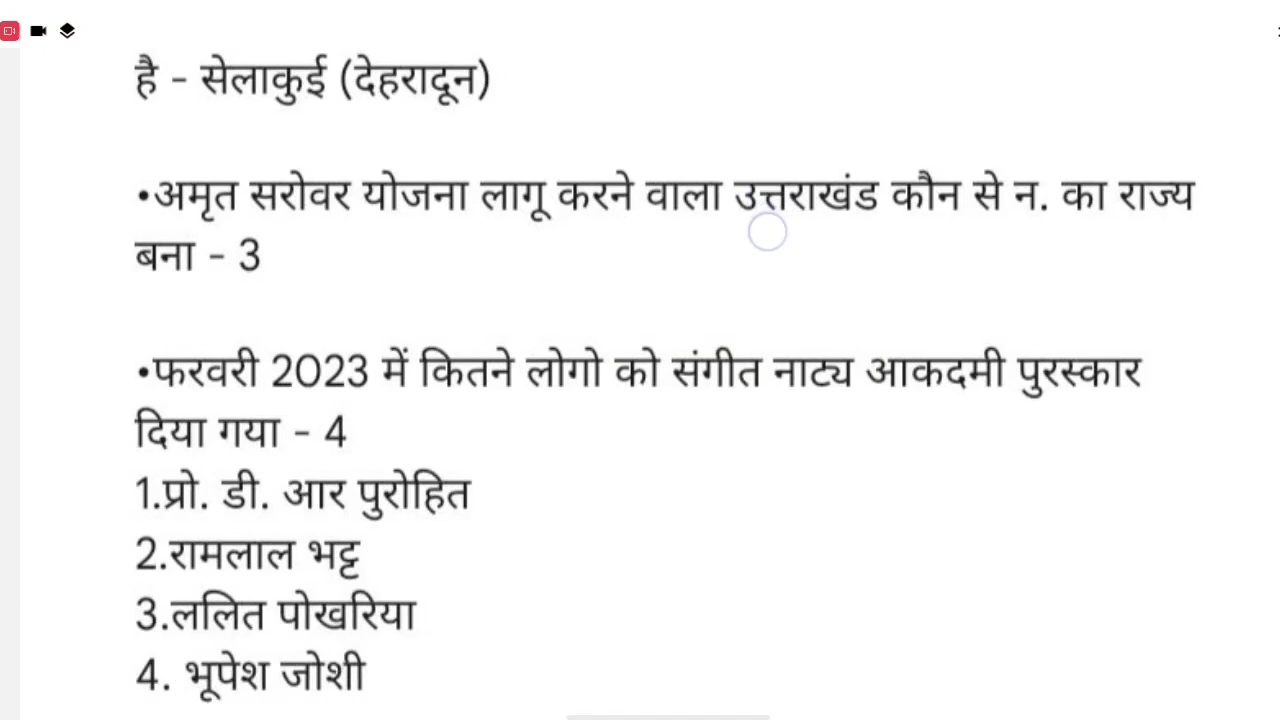 है - सेलाकुई (देहरादून)
•अमृत सरोवर योजना लागू करने वाला उत्तराखंड कौन से न. का राज्य
बना - 3
•फरवरी 2023 में कितने लोगो को संगीत नाट्य आकदमी पुरस्कार
दिया गया - 4
1.प्रो. डी. आर पुरोहित
2.रामलाल भट्ट
3.ललित पोखरिया
4. भूपेश जोशी